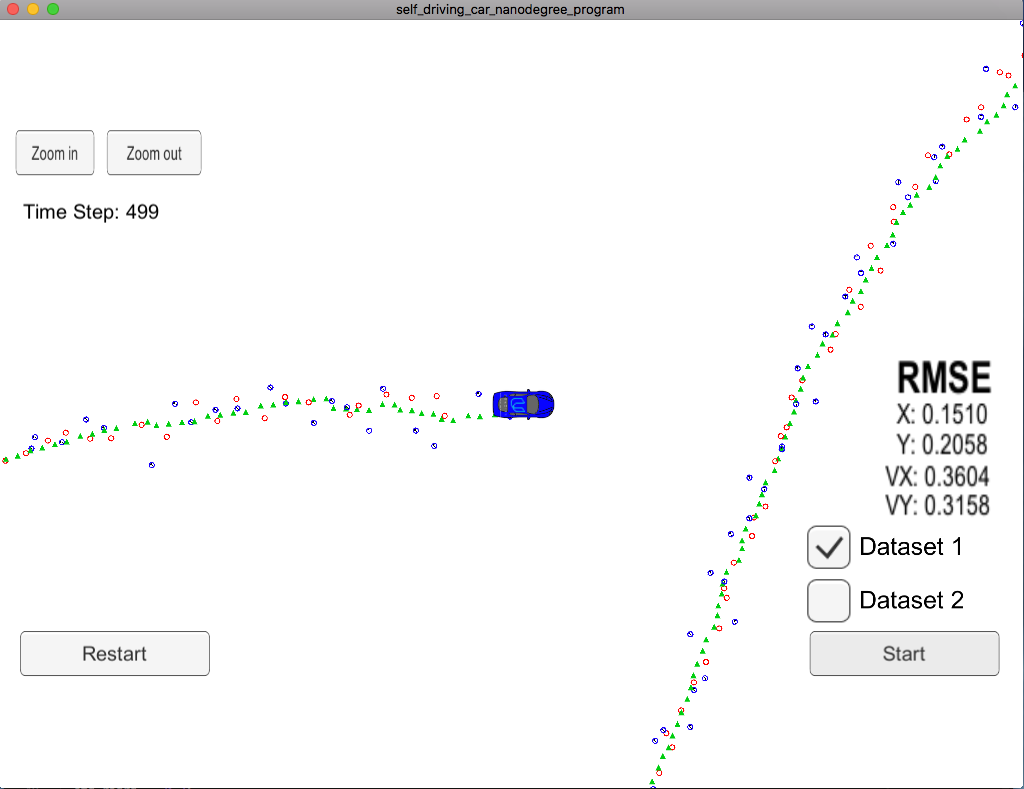 self_driving_car_nanodegree_program
Zoom in
Zoom out
Time Step: 499
RMSE
X: 0.1510
Y: 0.2058
VX: 0.3604
VY: 0.3158
Dataset 1
Dataset 2
Restart
Start